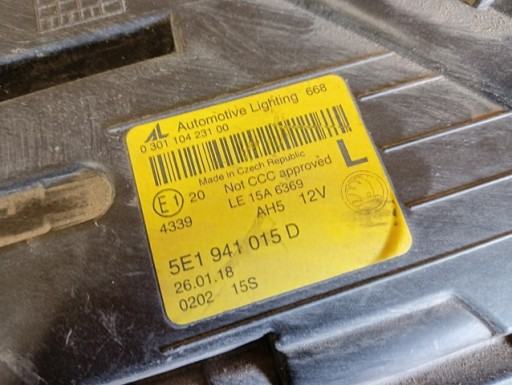 AL Automotive Lighting 668
0 301 104 231 00
Made in Czech Republic
E1 20 Not CCC approved L
LE 15A 6369
4339 AH5 12V
5E1 941 015 D
26.01.18
0202 15S